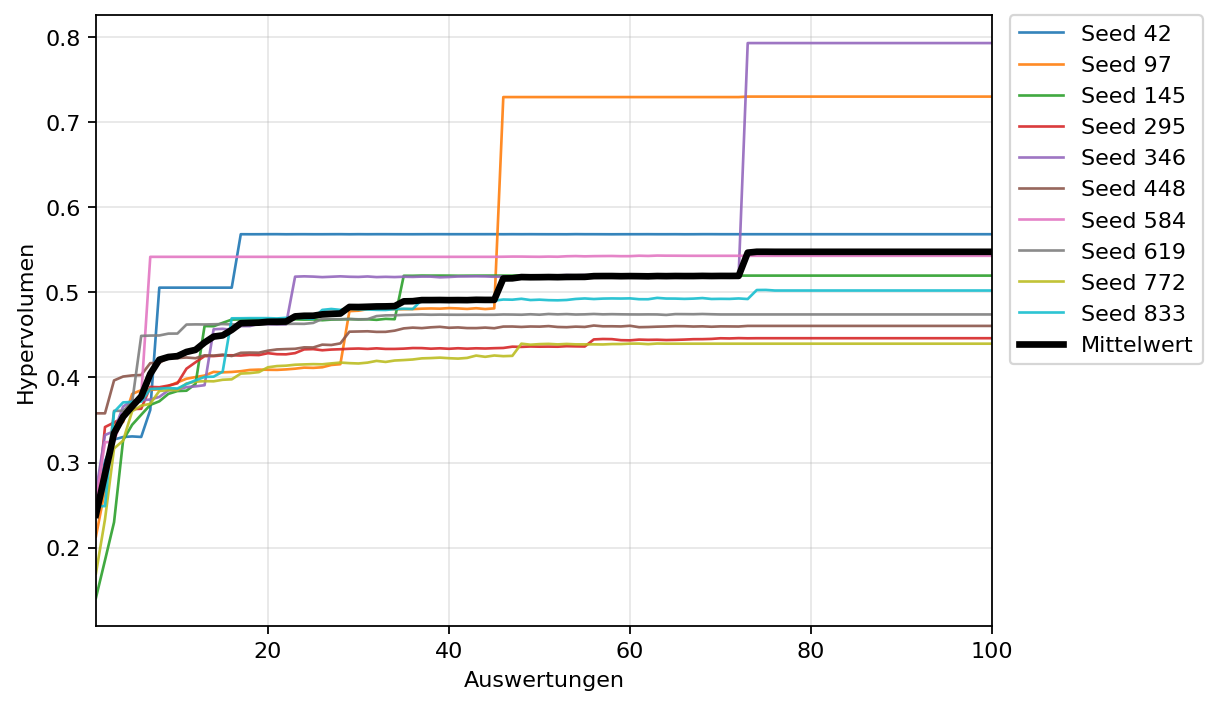 Hypervolumen
0.8
0.7
0.6
0.5
0.4
0.3
0.2
20
40
60
80
100
Auswertungen
Seed 42
Seed 97
Seed 145
Seed 295
Seed 346
Seed 448
Seed 584
Seed 619
Seed 772
Seed 833
Mittelwert